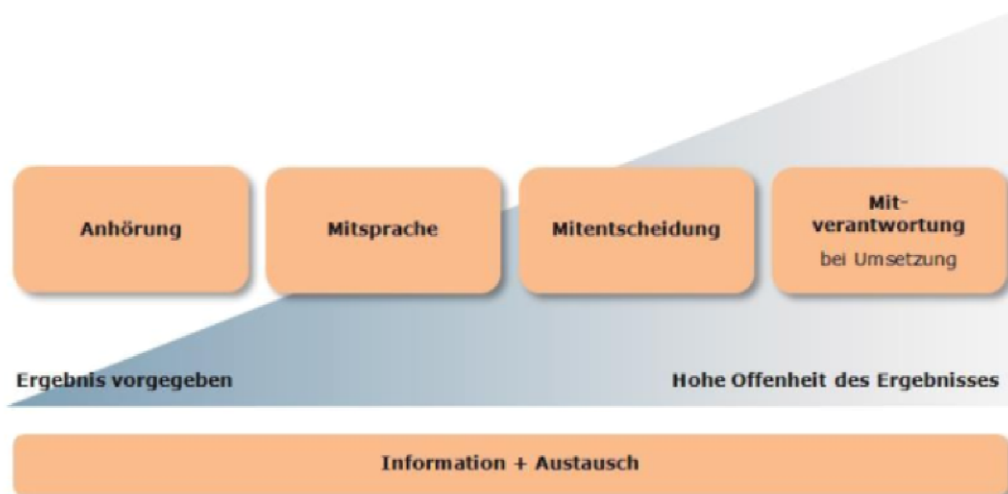 Anhörung
Mitsprache
Mitentscheidung
Mit-
verantwortung
bei Umsetzung
Ergebnis vorgegeben
Hohe Offenheit des Ergebnisses
Information + Austausch